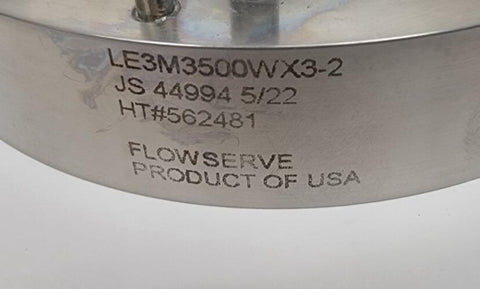 LE3M3500WX3-2
JS 44994 5/22
HT#562481
FLOWSERVE
PRODUCT OF USA